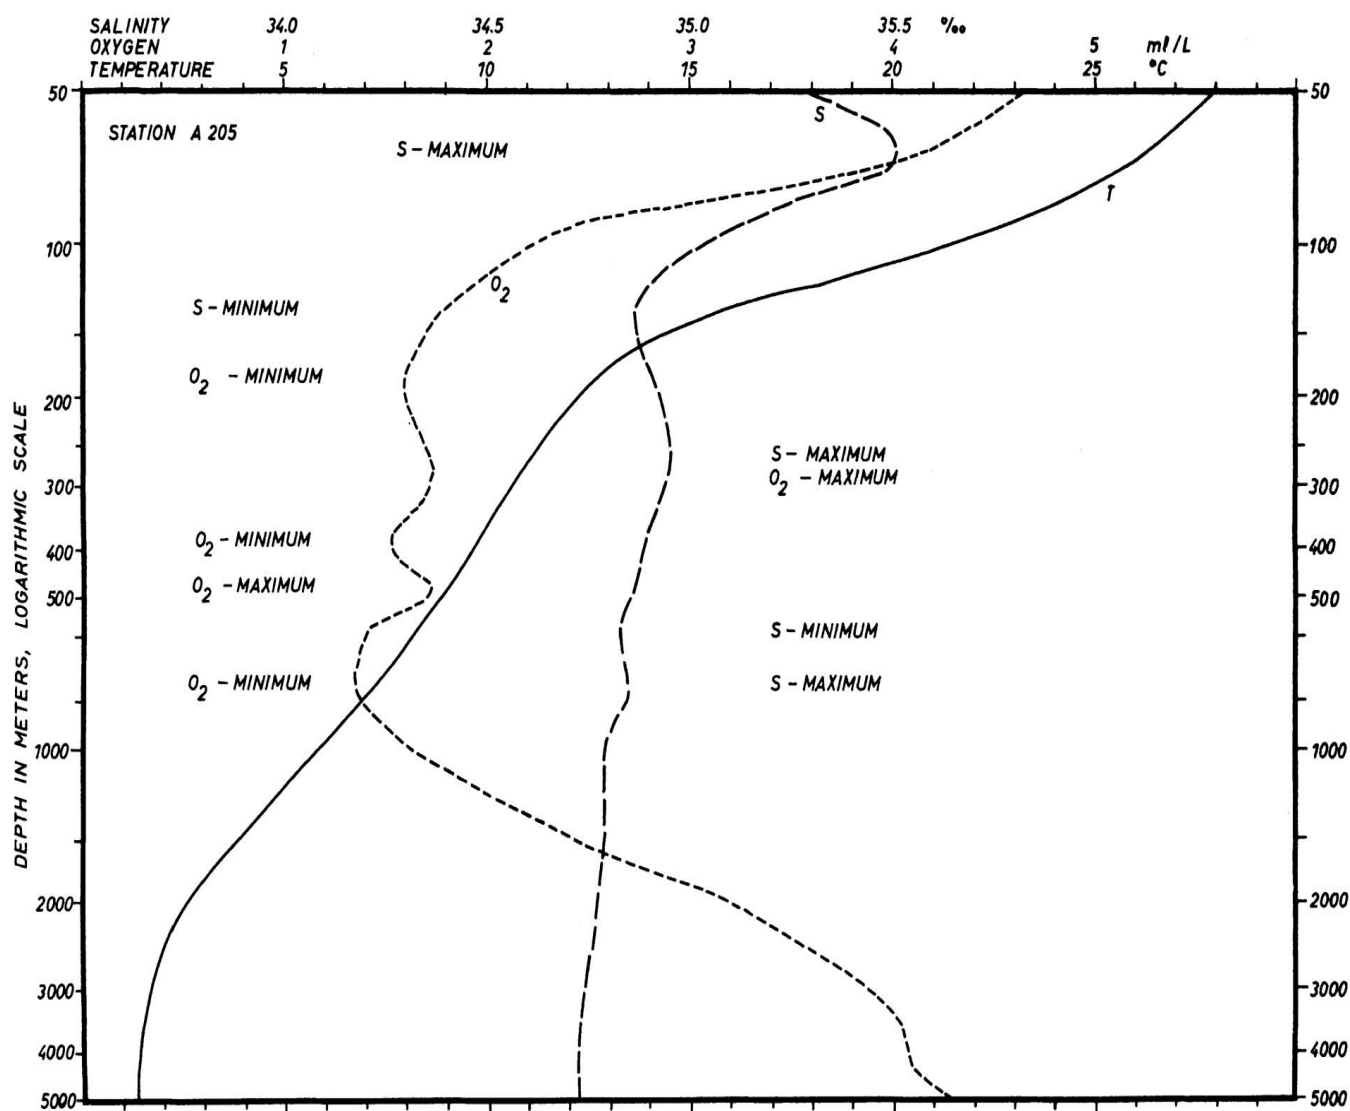 SALINITY 34.0 34.5 35.0 35.5 ‰
OXYGEN 1 2 3 4 5 ml/L
TEMPERATURE 5 10 15 20 25 °C
50 50
S
STATION A 205
S-MAXIMUM
T
100 100
O2
S-MINIMUM
O2 -MINIMUM
200 200
S-MAXIMUM
O2 -MAXIMUM
300 300
O2-MINIMUM
400 400
O2 -MAXIMUM
500 500
S-MINIMUM
O2-MINIMUM S-MAXIMUM
1000 1000
2000 2000
3000 3000
4000 4000
5000 5000
DEPTH IN METERS, LOGARITHMIC SCALE